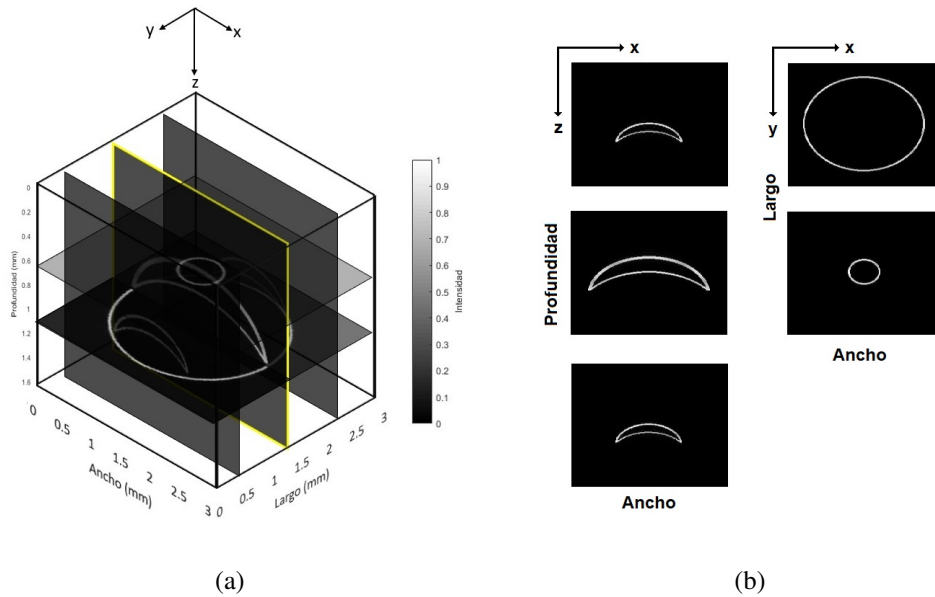 y
x
z
Profundidad (mm)
0
0.2
0.4
0.6
0.8
1
1.2
1.4
1.6
0
0.5
1
1.5
2
2.5
3
Ancho (mm)
0
0.5
1
1.5
2
2.5
3
Largo (mm)
1
0.9
0.8
0.7
0.6
0.5
0.4
0.3
0.2
0.1
0
Intensidad
(a)
x
z
Profundidad
Ancho
x
y
Largo
Ancho
(b)